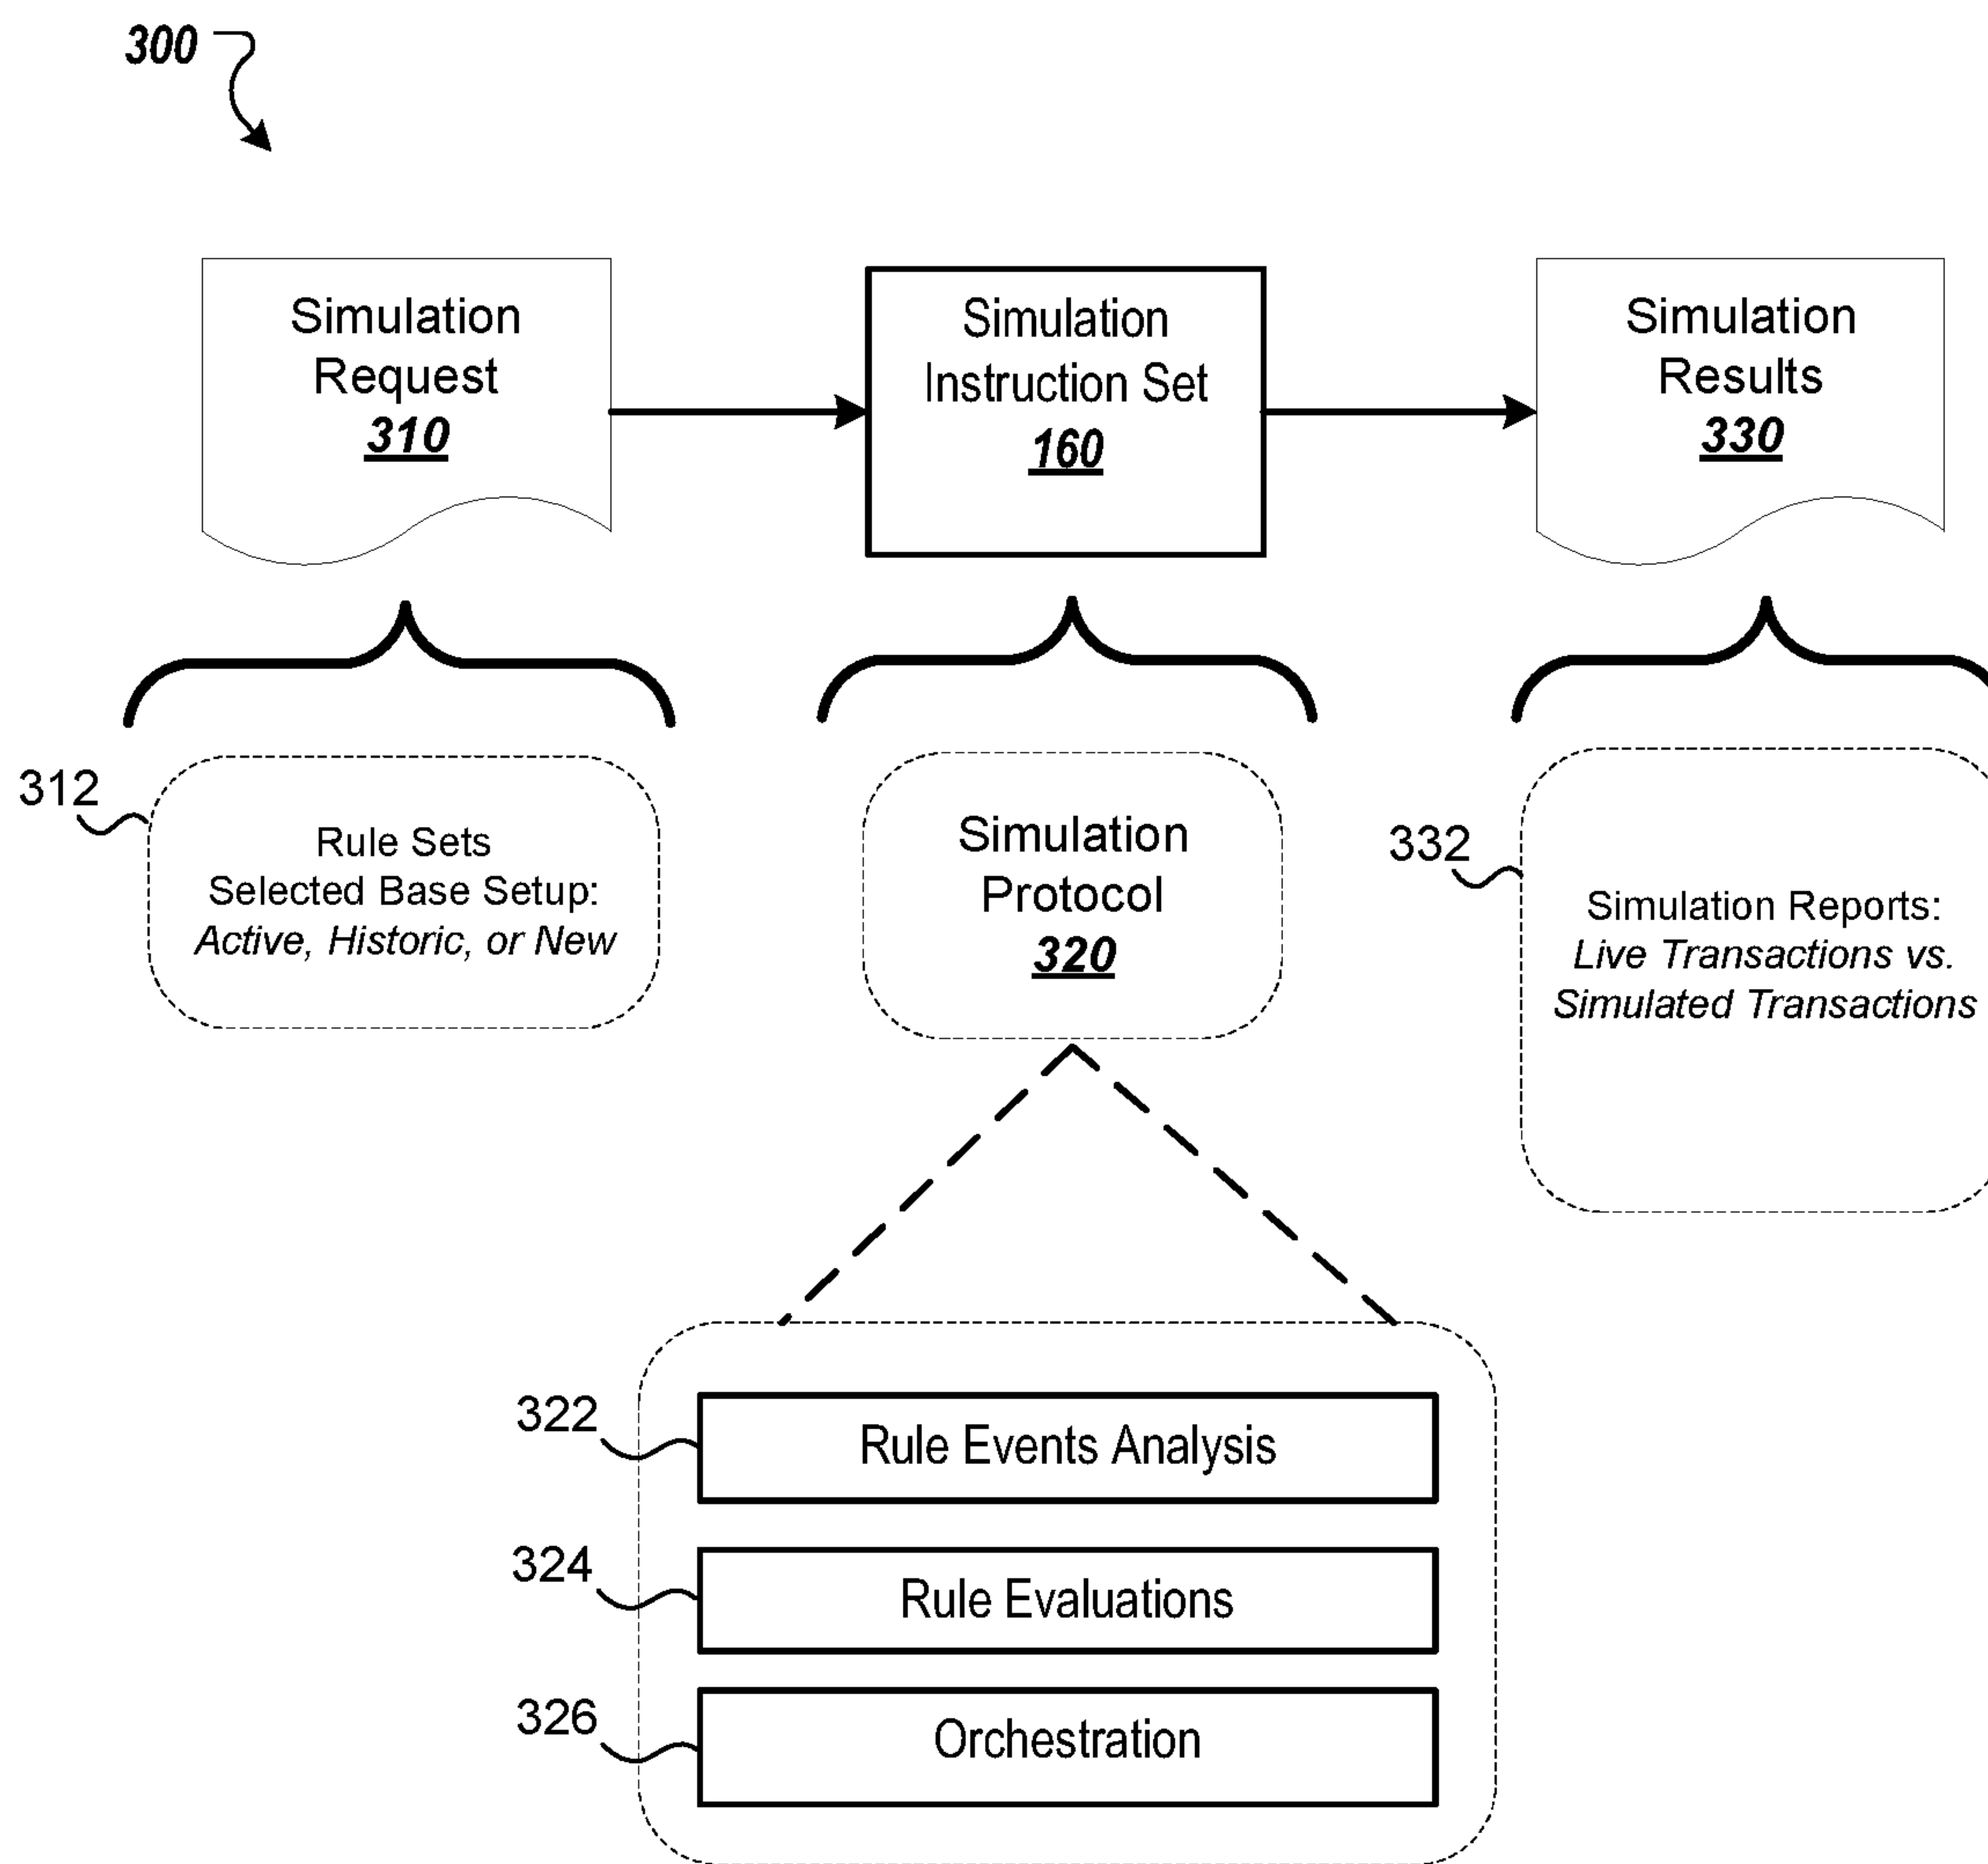 300
Simulation
Request
310
Simulation
Instruction Set
160
Simulation
Results
330
312
Rule Sets
Selected Base Setup:
Active, Historic, or New
Simulation
Protocol
320
332
Simulation Reports:
Live Transactions vs.
Simulated Transactions
322
Rule Events Analysis
324
Rule Evaluations
326
Orchestration